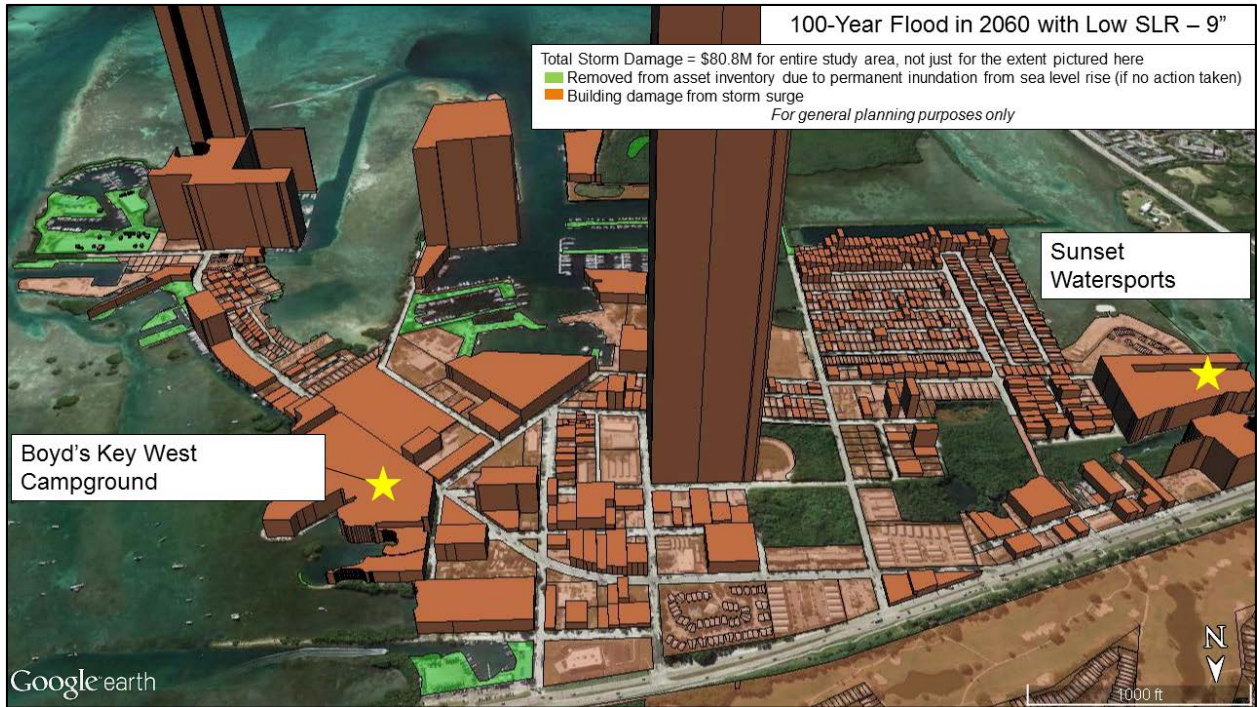 100-Year Flood in 2060 with Low SLR – 9”
Total Storm Damage = $80.8M for entire study area, not just for the extent pictured here
Removed from asset inventory due to permanent inundation from sea level rise (if no action taken)
Building damage from storm surge
For general planning purposes only
Sunset
Watersports
Boyd’s Key West
Campground
N
Google earth
1000 ft